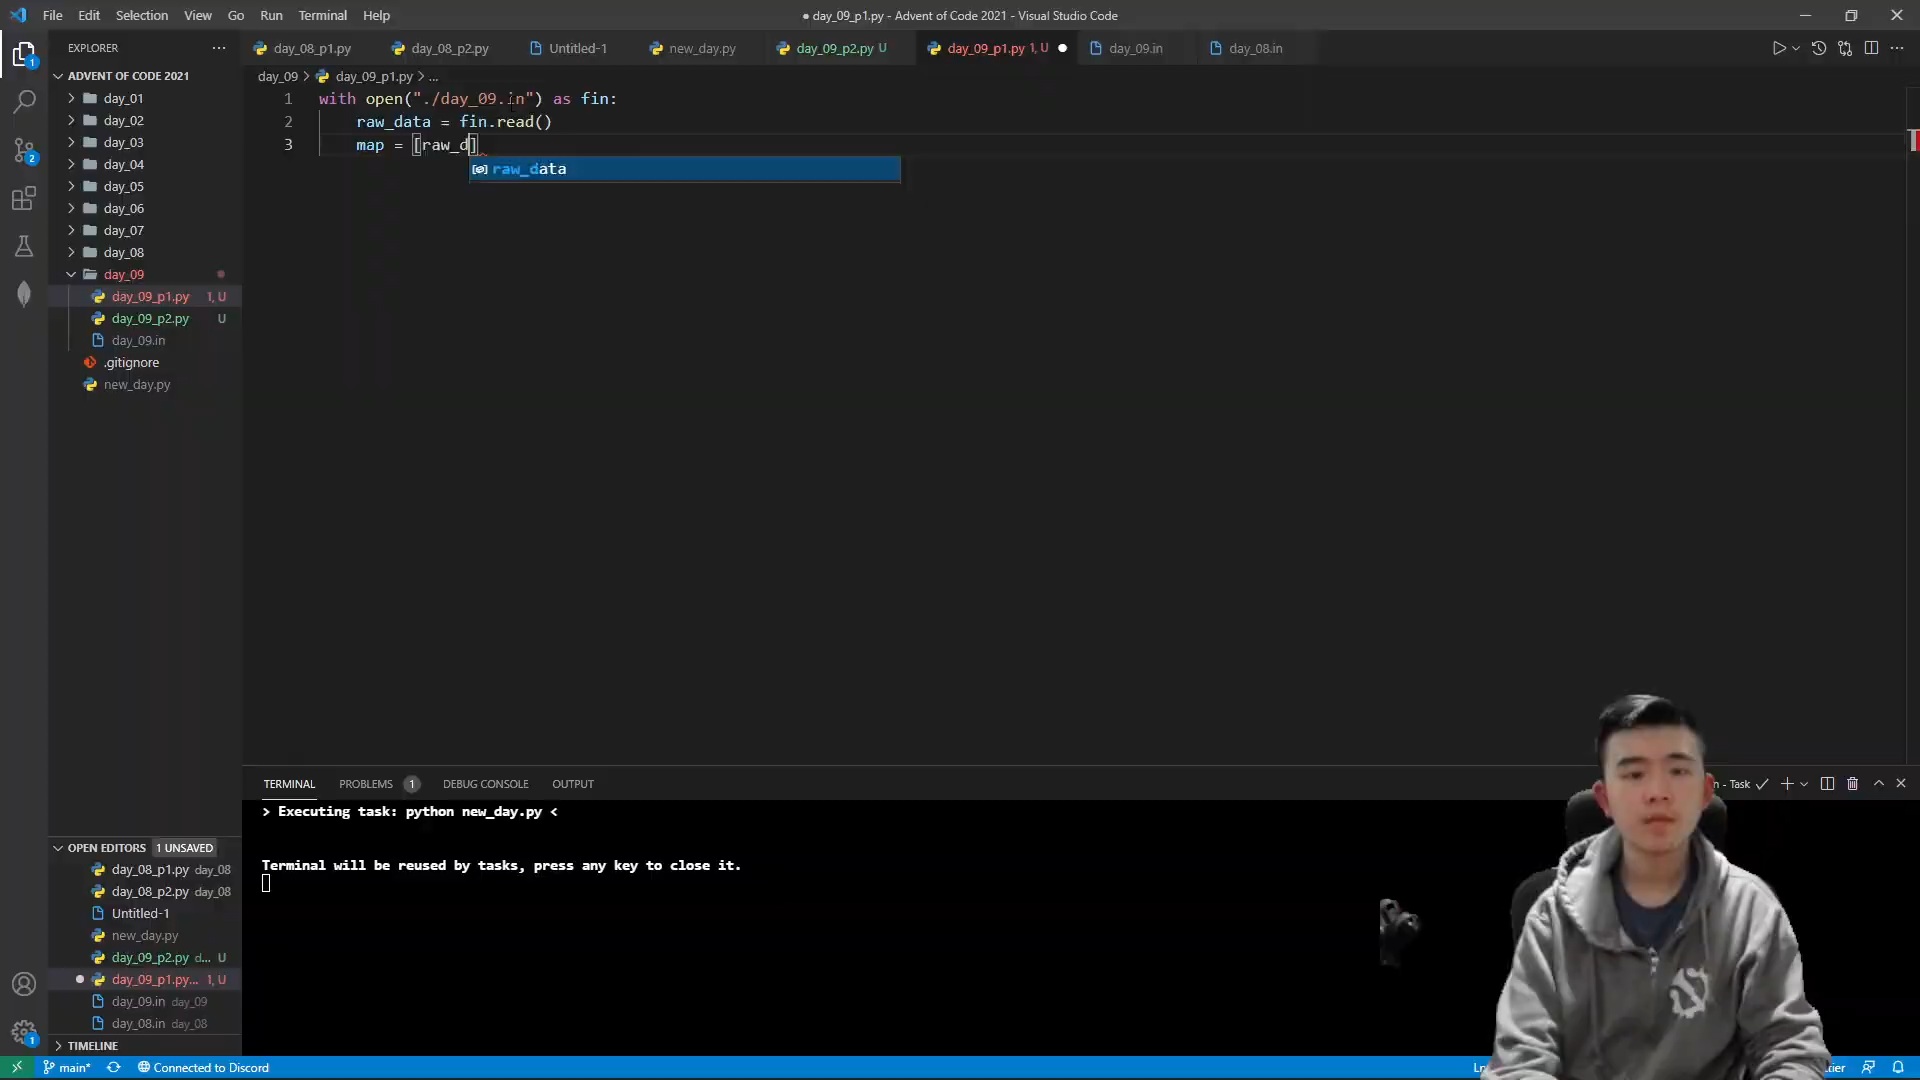 File Edit Selection View Go Run Terminal Help
● day_09_p1.py - Advent of Code 2021 - Visual Studio Code
EXPLORER
day_08_p1.py day_08_p2.py Untitled-1 new_day.py day_09_p2.py U day_09_p1.py 1, U day_09.in day_08.in
ADVENT OF CODE 2021
day_01
day_02
day_03
day_04
day_05
day_06
day_07
day_08
day_09
day_09_p1.py 1, U
day_09_p2.py U
day_09.in
.gitignore
new_day.py
day_09 > day_09_p1.py > ...
1 with open("./day_09.in") as fin:
2 raw_data = fin.read()
3 map = [raw_d]
raw_data
TERMINAL PROBLEMS 1 DEBUG CONSOLE OUTPUT
n - Task
> Executing task: python new_day.py <
Terminal will be reused by tasks, press any key to close it.
OPEN EDITORS 1 UNSAVED
day_08_p1.py day_08
day_08_p2.py day_08
Untitled-1
new_day.py
day_09_p2.py d... U
day_09_p1.py... 1, U
day_09.in day_09
day_08.in day_08
TIMELINE
1
2
1
main* Connected to Discord